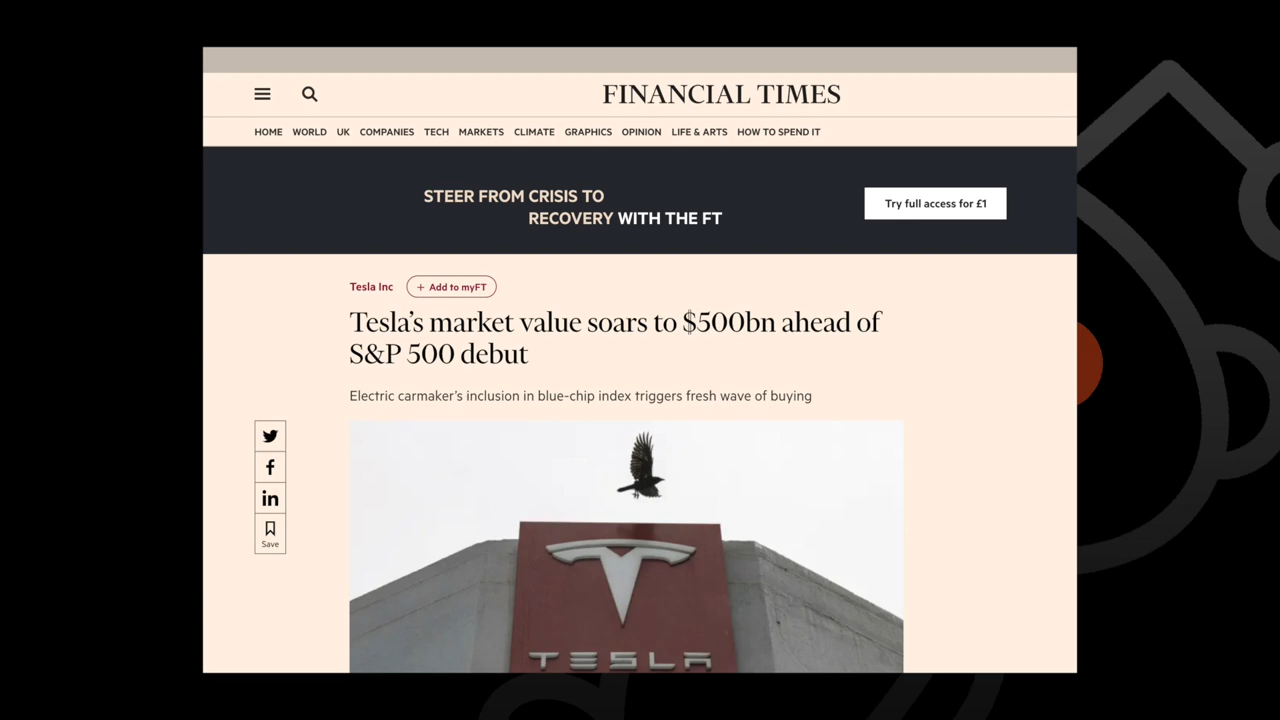 FINANCIAL TIMES
HOME WORLD UK COMPANIES TECH MARKETS CLIMATE GRAPHICS OPINION LIFE & ARTS HOW TO SPEND IT
STEER FROM CRISIS TO
RECOVERY WITH THE FT
Try full access for £1
Tesla Inc
+ Add to myFT
Tesla’s market value soars to $500bn ahead of
S&P 500 debut
Electric carmaker’s inclusion in blue-chip index triggers fresh wave of buying
Save
TESLA